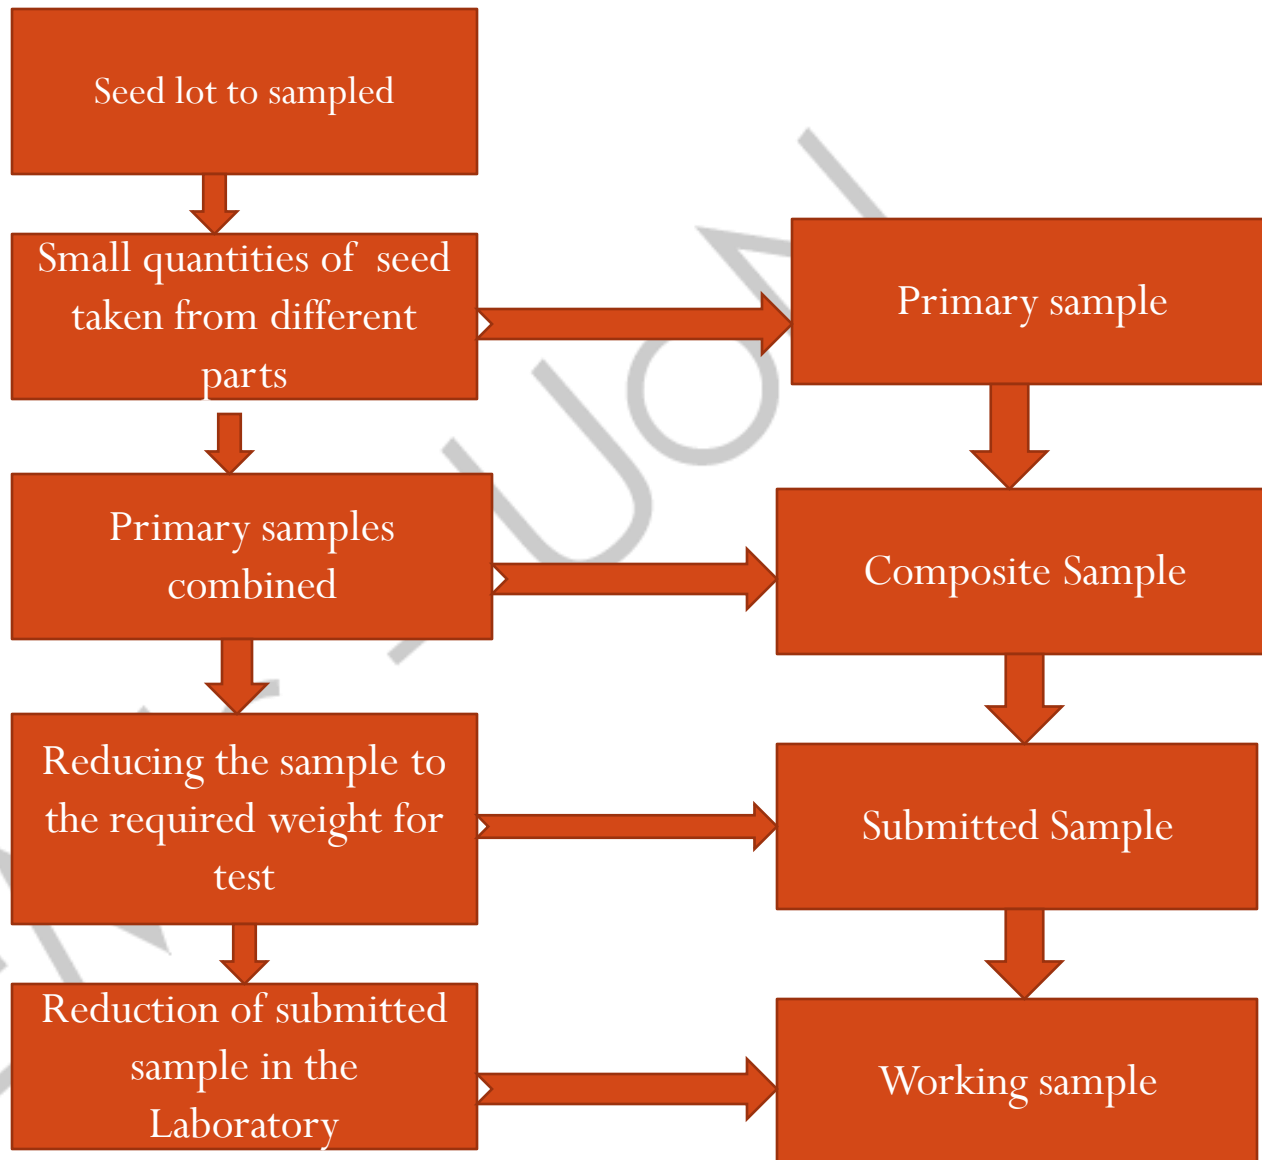 Seed lot to sampled
Small quantities of seed
taken from different
parts
Primary sample
Primary samples
combined
Composite Sample
Reducing the sample to
the required weight for
test
Submitted Sample
Reduction of submitted
sample in the
Laboratory
Working sample